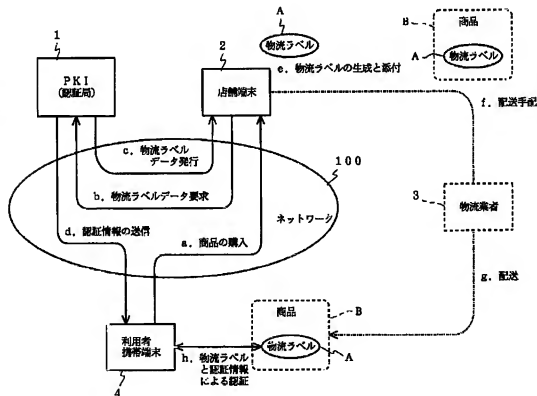 A
物流ラベル
B
商品
A
物流ラベル
1
PKI
(認証局)
2
店舗端末
e．物流ラベルの生成と添付
f．配送手配
c．物流ラベル
データ発行
100
b．物流ラベルデータ要求
ネットワーク
3
物流業者
d．認証情報の送信
a．商品の購入
g．配送
商品
B
利用者
携帯端末
物流ラベル
A
h．物流ラベル
と認証情報
による認証
4